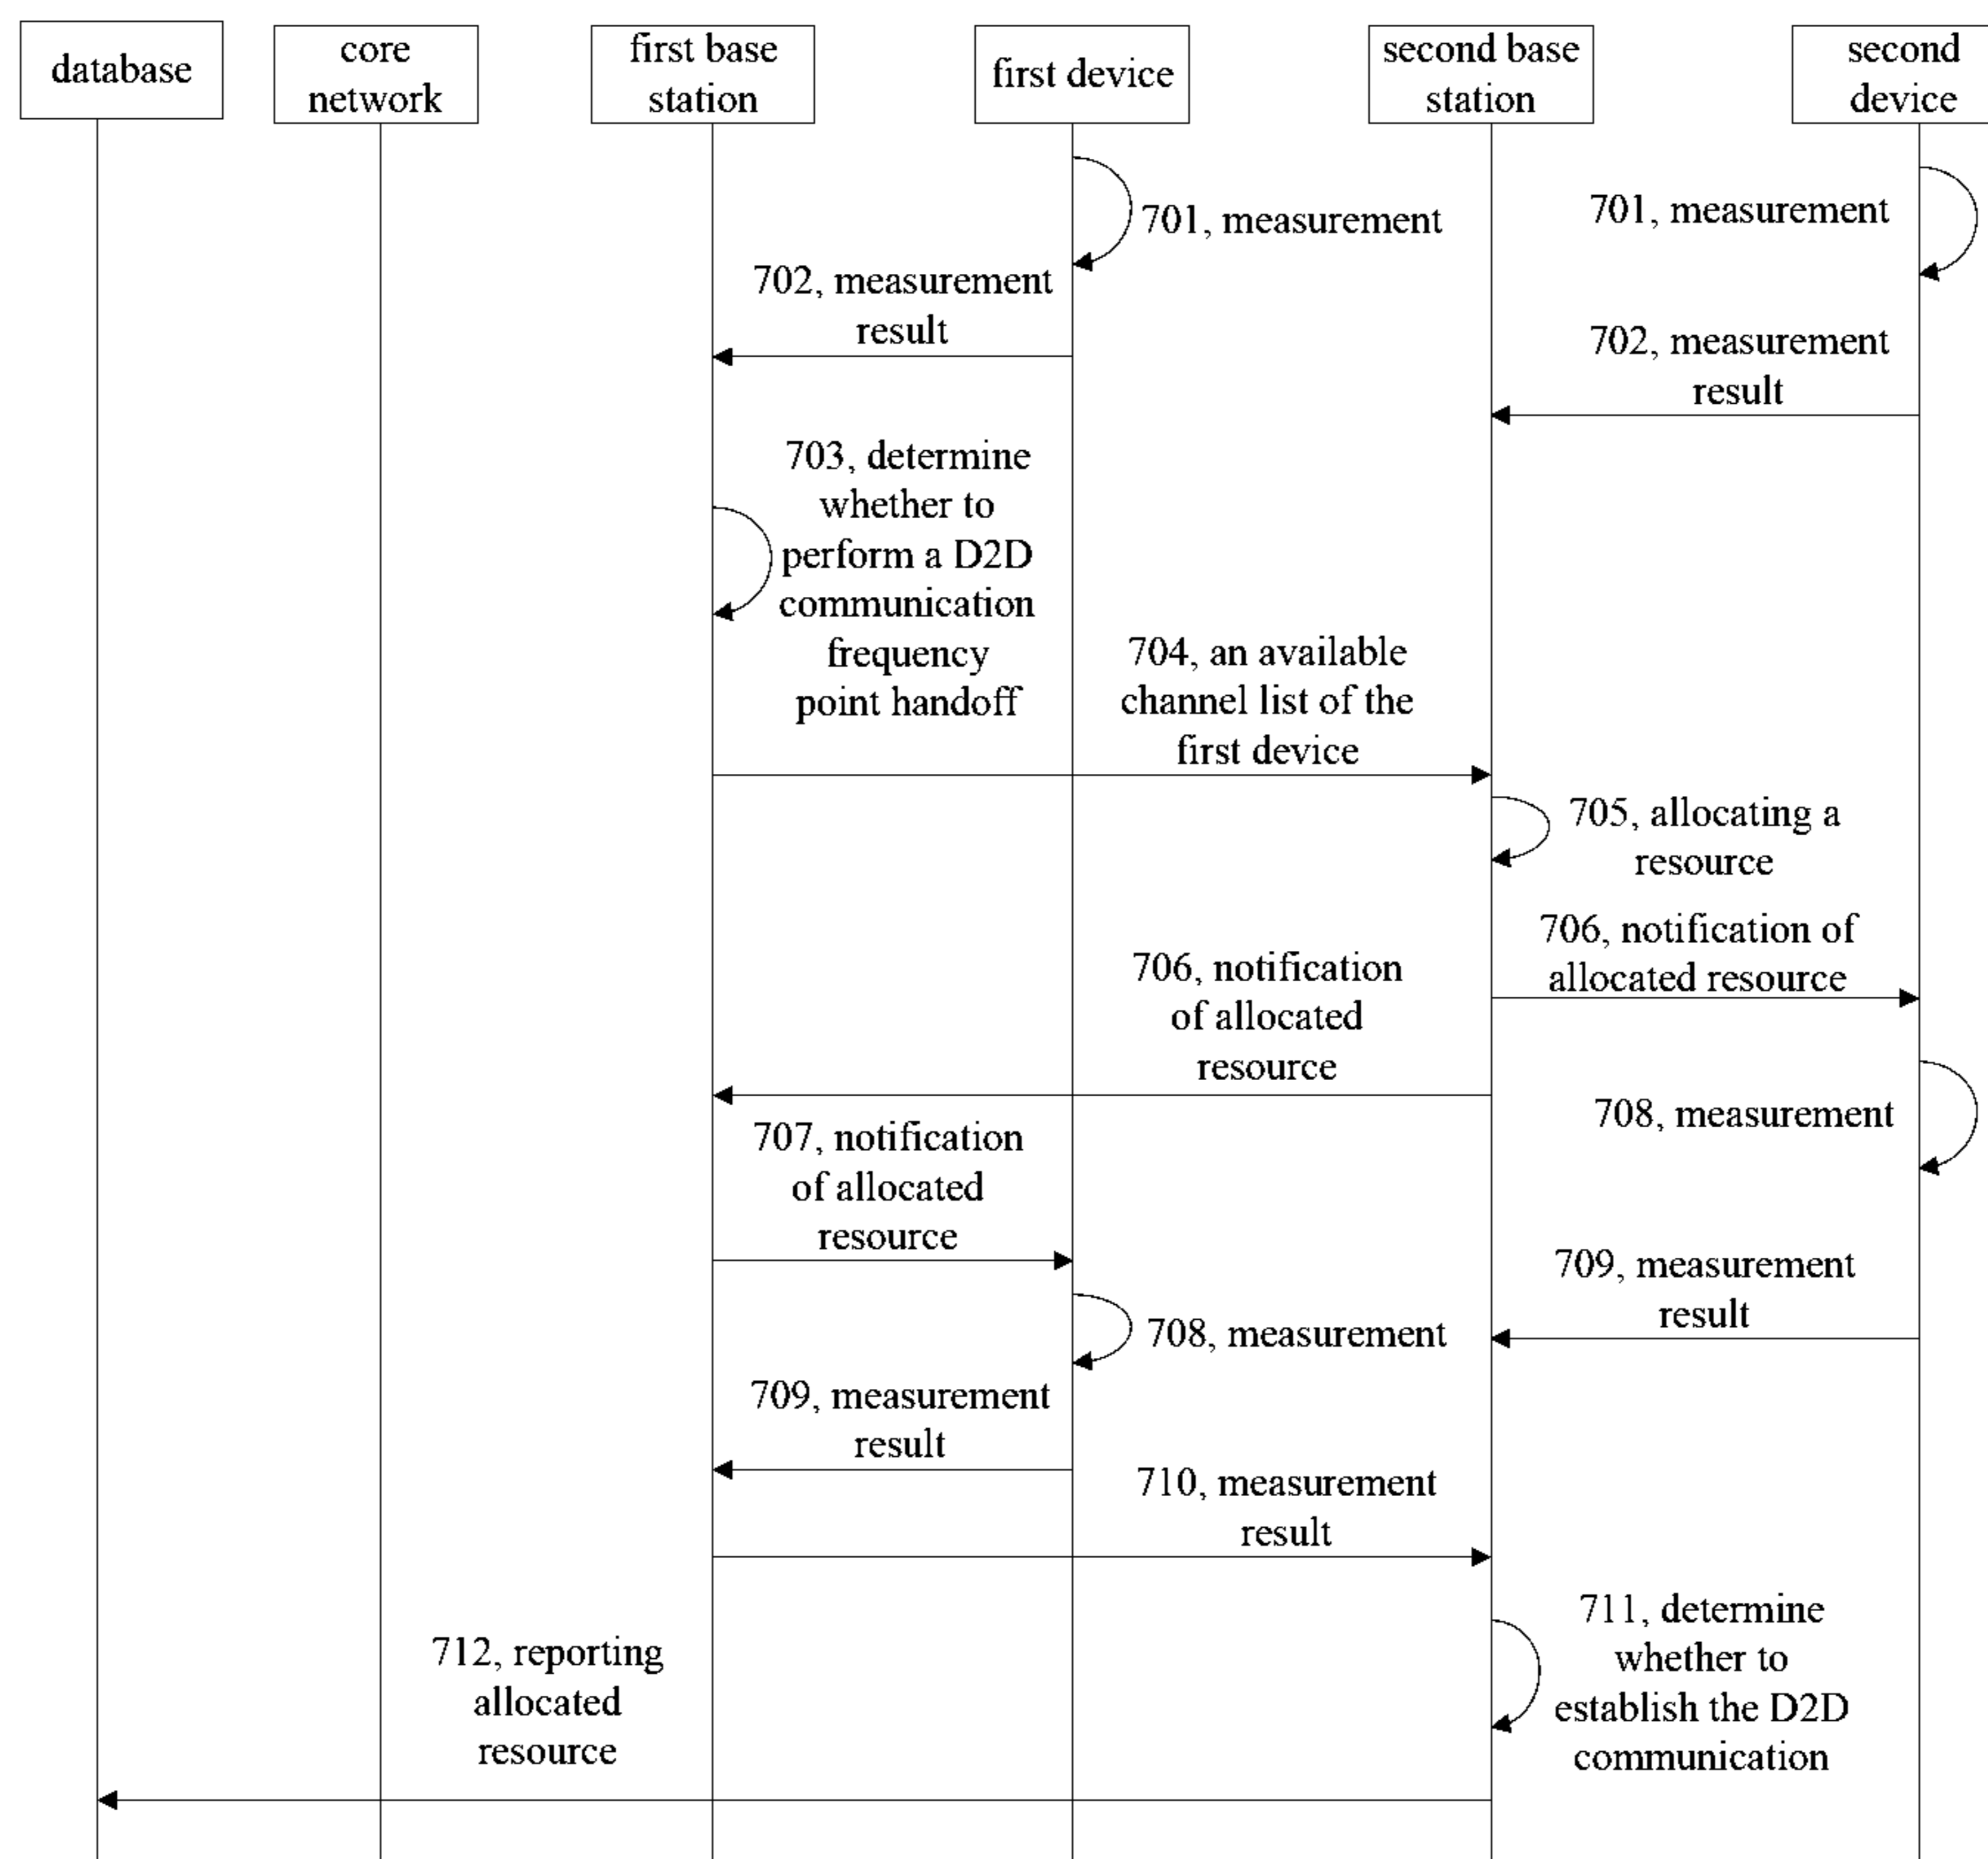 database
core
network
first base
station
first device
second base
station
second
device
701, measurement
701, measurement
702, measurement
result
702, measurement
result
703, determine
whether to
perform a D2D
communication
frequency
point handoff
704, an available
channel list of the
first device
705, allocating a
resource
706, notification of
allocated resource
706, notification
of allocated
resource
708, measurement
707, notification
of allocated
resource
709, measurement
result
708, measurement
709, measurement
result
710, measurement
result
711, determine
whether to
establish the D2D
communication
712, reporting
allocated
resource